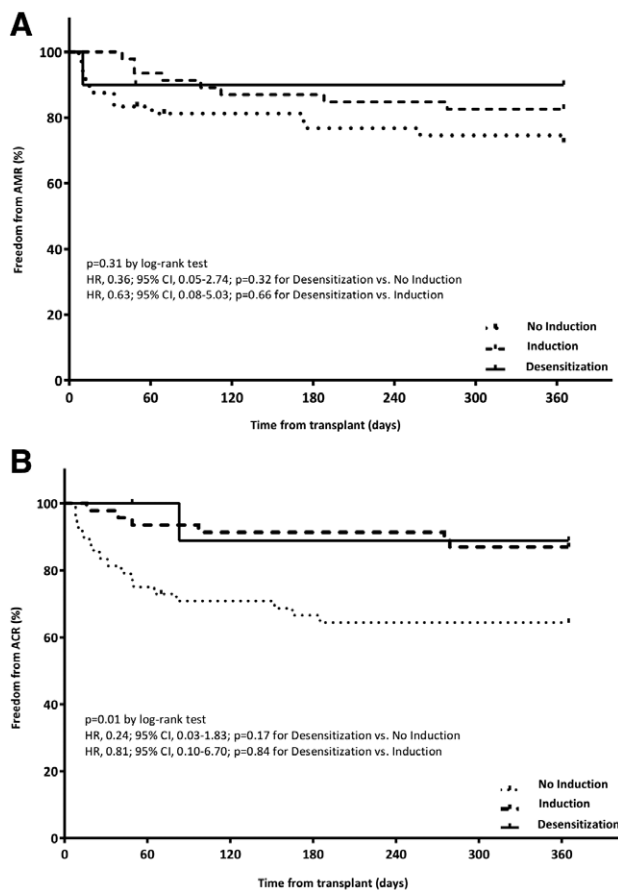 A
100
80
60
40
20
0
Freedom from AMR (%)
p=0.31 by log-rank test
HR, 0.36; 95% CI, 0.05-2.74; p=0.32 for Desensitization vs. No Induction
HR, 0.63; 95% CI, 0.08-5.03; p=0.66 for Desensitization vs. Induction
No Induction
Induction
Desensitization
0 60 120 180 240 300 360
Time from transplant (days)
B
100
80
60
40
20
0
Freedom from ACR (%)
p=0.01 by log-rank test
HR, 0.24; 95% CI, 0.03-1.83; p=0.17 for Desensitization vs. No Induction
HR, 0.81; 95% CI, 0.10-6.70; p=0.84 for Desensitization vs. Induction
No Induction
Induction
Desensitization
0 60 120 180 240 300 360
Time from transplant (days)